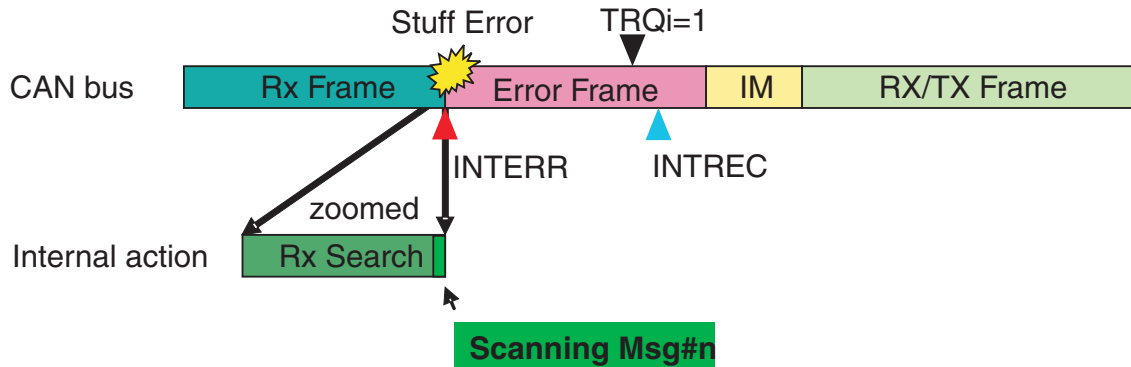 Stuff Error
TRQi=1
CAN bus
Rx Frame
Error Frame
IM
RX/TX Frame
INTERR
INTREC
zoomed
Internal action
Rx Search
Scanning Msg#n